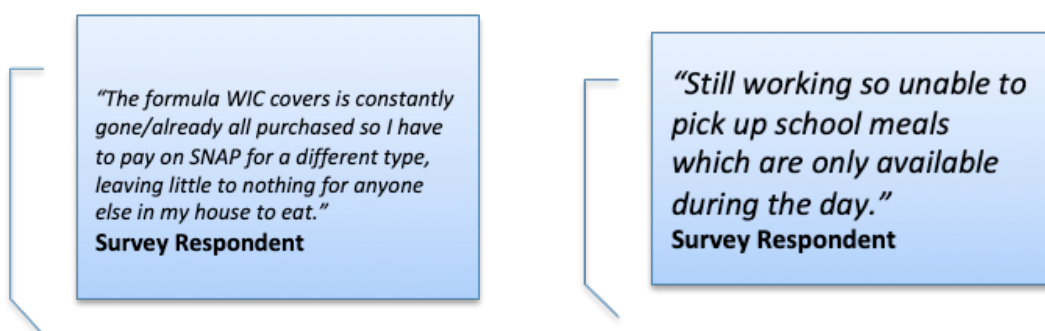 “The formula WIC covers is constantly
gone/already all purchased so I have
to pay on SNAP for a different type,
leaving little to nothing for anyone
else in my house to eat.”
Survey Respondent
“Still working so unable to
pick up school meals
which are only available
during the day.”
Survey Respondent